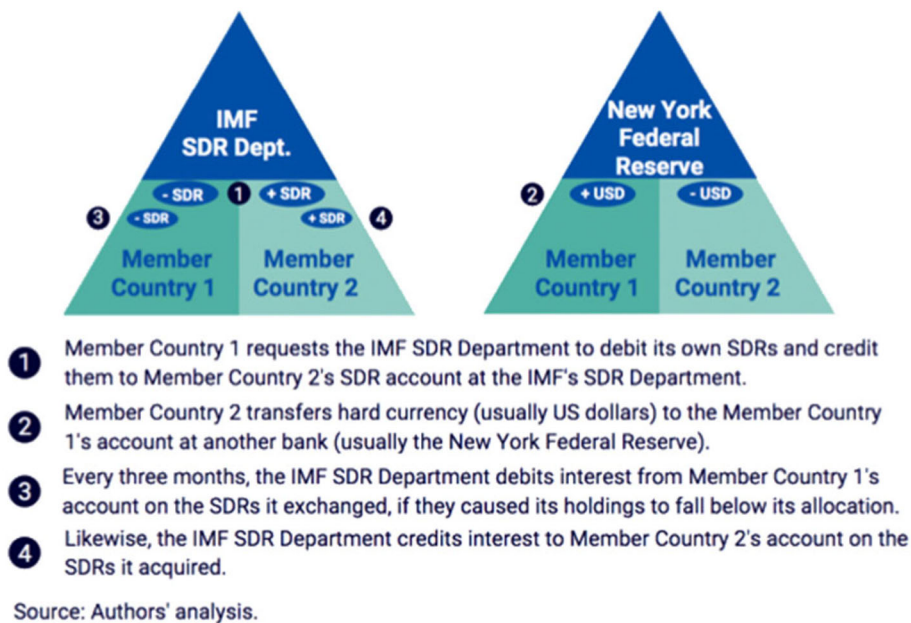 IMF
SDR Dept.
- SDR
1
+ SDR
3
- SDR
+ SDR
4
Member
Country 1
Member
Country 2
New York
Federal
Reserve
2
+ USD
- USD
Member
Country 1
Member
Country 2
1 Member Country 1 requests the IMF SDR Department to debit its own SDRs and credit
them to Member Country 2's SDR account at the IMF's SDR Department.
2 Member Country 2 transfers hard currency (usually US dollars) to the Member Country
1's account at another bank (usually the New York Federal Reserve).
3 Every three months, the IMF SDR Department debits interest from Member Country 1's
account on the SDRs it exchanged, if they caused its holdings to fall below its allocation.
4 Likewise, the IMF SDR Department credits interest to Member Country 2's account on the
SDRs it acquired.
Source: Authors' analysis.